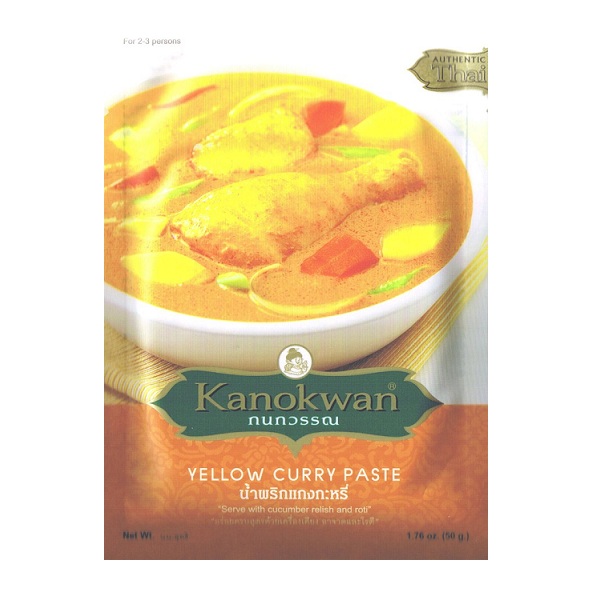 For 2-3 persons
AUTHENTIC
Thai
Kanokwan®
กนกวรรณ
YELLOW CURRY PASTE
น้ำพริกแกงกะหรี่
"Serve with cucumber relish and roti"
Net Wt. 1.76 oz. (50 g.)